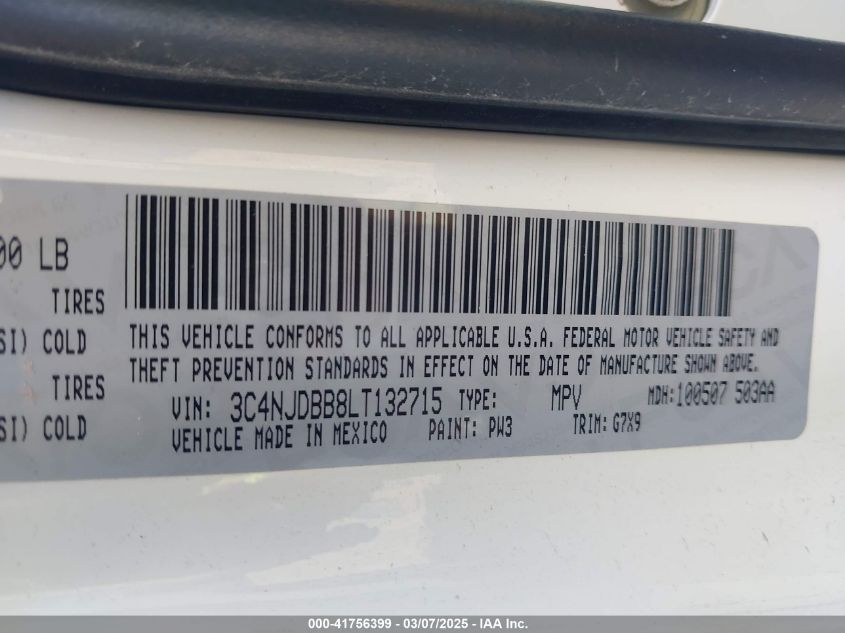 00 LB
TIRES
SI) COLD
TIRES
SI) COLD
THIS VEHICLE CONFORMS TO ALL APPLICABLE U.S.A. FEDERAL MOTOR VEHICLE SAFETY AND
THEFT PREVENTION STANDARDS IN EFFECT ON THE DATE OF MANUFACTURE SHOWN ABOVE.
VIN: 3C4NJDBB8LT132715 TYPE: MPV MDH:100507 503AA
VEHICLE MADE IN MEXICO PAINT: PW3 TRIM: G7X9
000-41756399 - 03/07/2025 - IAA Inc.